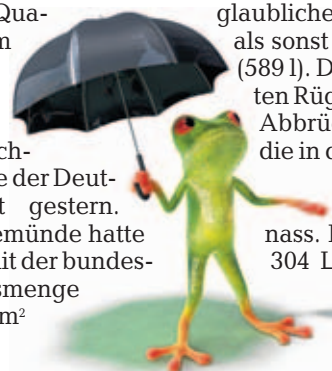 Qua-
m
ch-
e der Deut-
t gestern.
emünde hatte
it der bundes-
smenge
m²
glaubliche
als sonst
(589 l). D
ten Rüg
Abbrü
die in d
nass. I
304 L